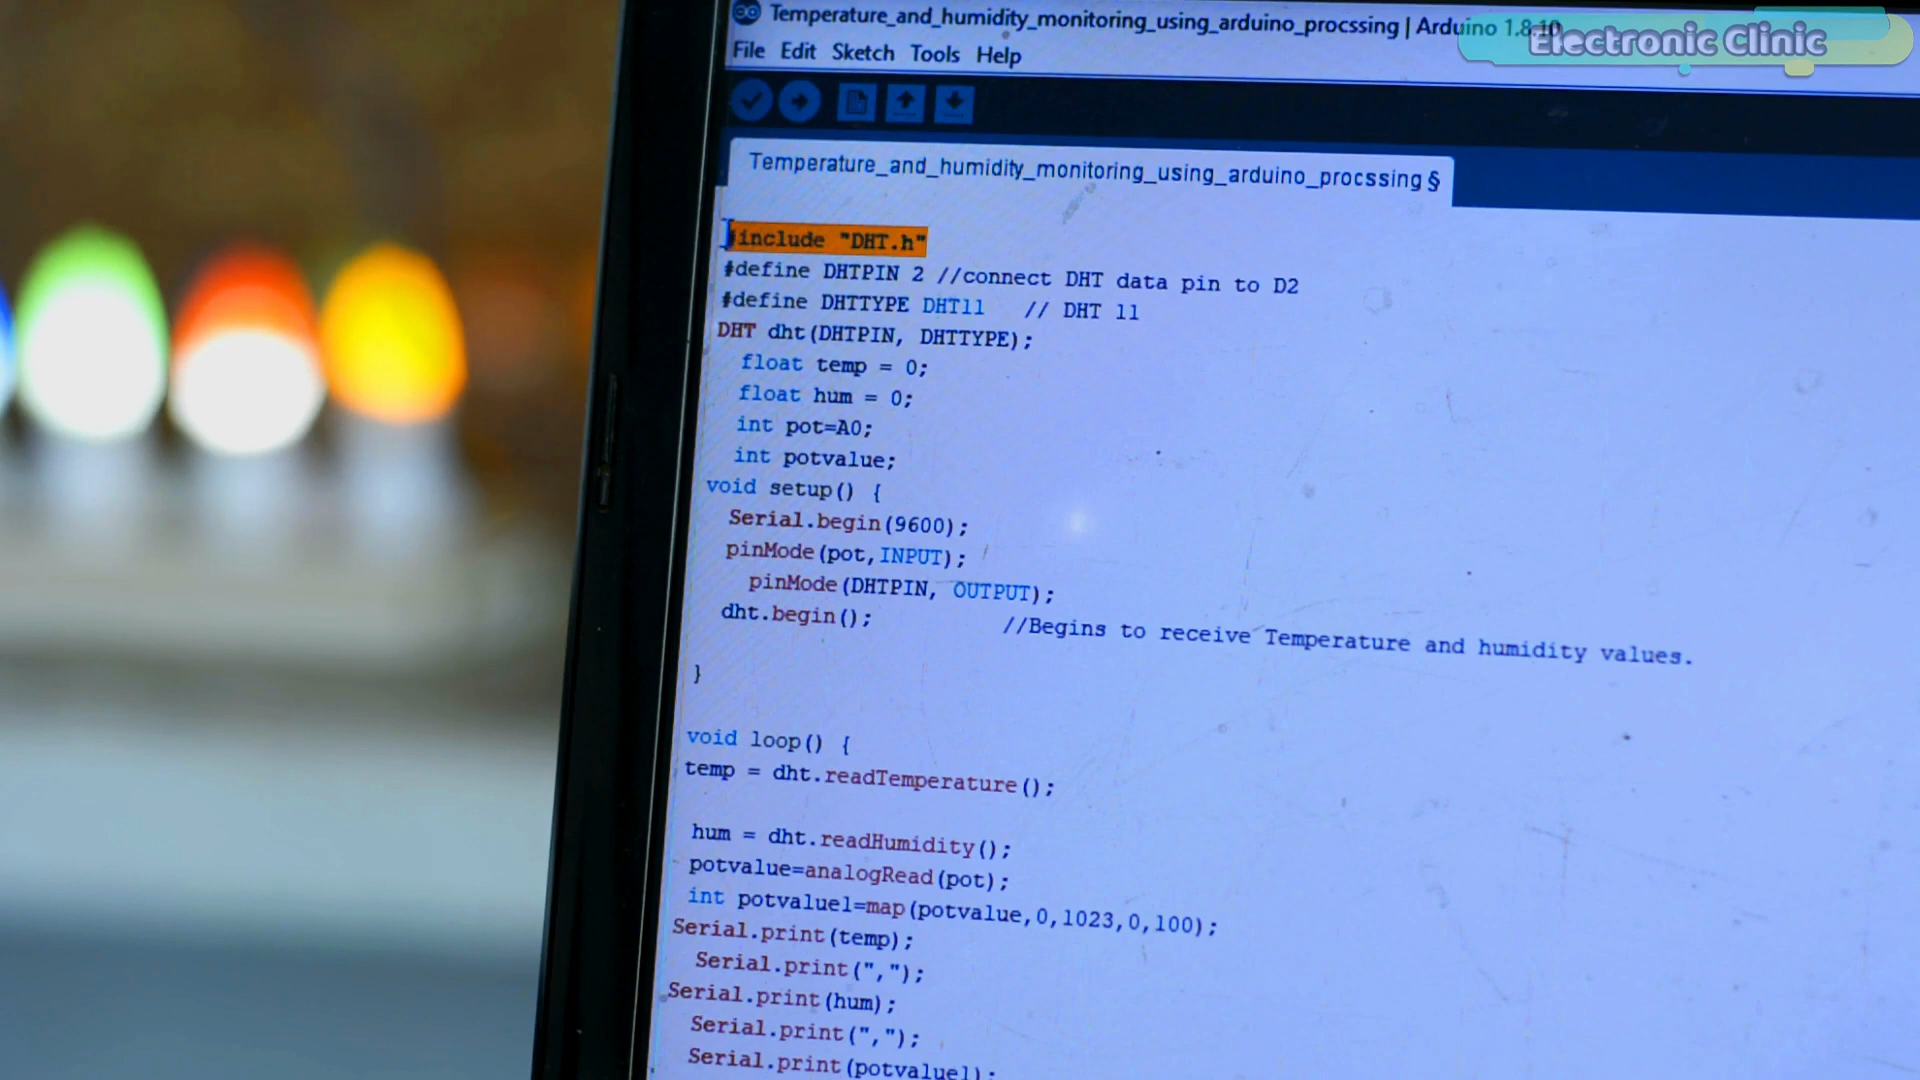 Temperature_and_humidity_monitoring_using_arduino_procssing | Arduino 1.8.10
Electronic Clinic
File Edit Sketch Tools Help
Temperature_and_humidity_monitoring_using_arduino_procssing §
#include "DHT.h"
#define DHTPIN 2 //connect DHT data pin to D2
#define DHTTYPE DHT11 // DHT 11
DHT dht(DHTPIN, DHTTYPE);
float temp = 0;
float hum = 0;
int pot=A0;
int potvalue;
void setup() {
Serial.begin(9600);
pinMode(pot,INPUT);
pinMode(DHTPIN, OUTPUT);
dht.begin(); //Begins to receive Temperature and humidity values.
}
void loop() {
temp = dht.readTemperature();
hum = dht.readHumidity();
potvalue=analogRead(pot);
int potvalue1=map(potvalue,0,1023,0,100);
Serial.print(temp);
Serial.print(",");
Serial.print(hum);
Serial.print(",");
Serial.print(potvalue1);